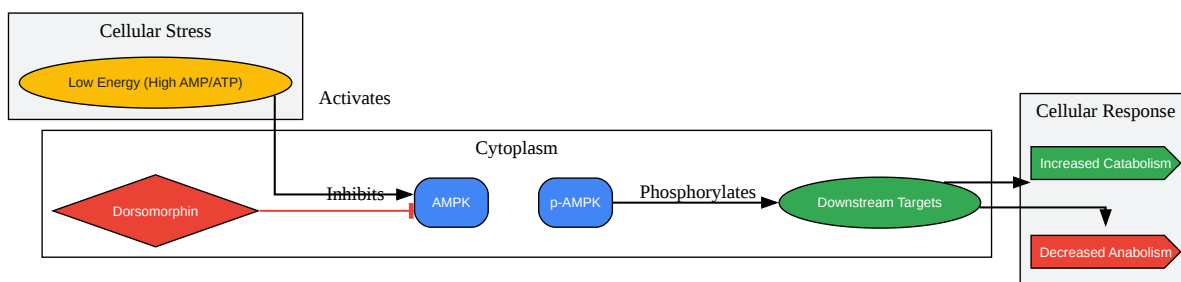 Cellular Stress
Low Energy (High AMP/ATP)
Activates
Cellular Response
Cytoplasm
Increased Catabolism
Inhibits
Phosphorylates
Dorsomorphin
AMPK
p-AMPK
Downstream Targets
Decreased Anabolism